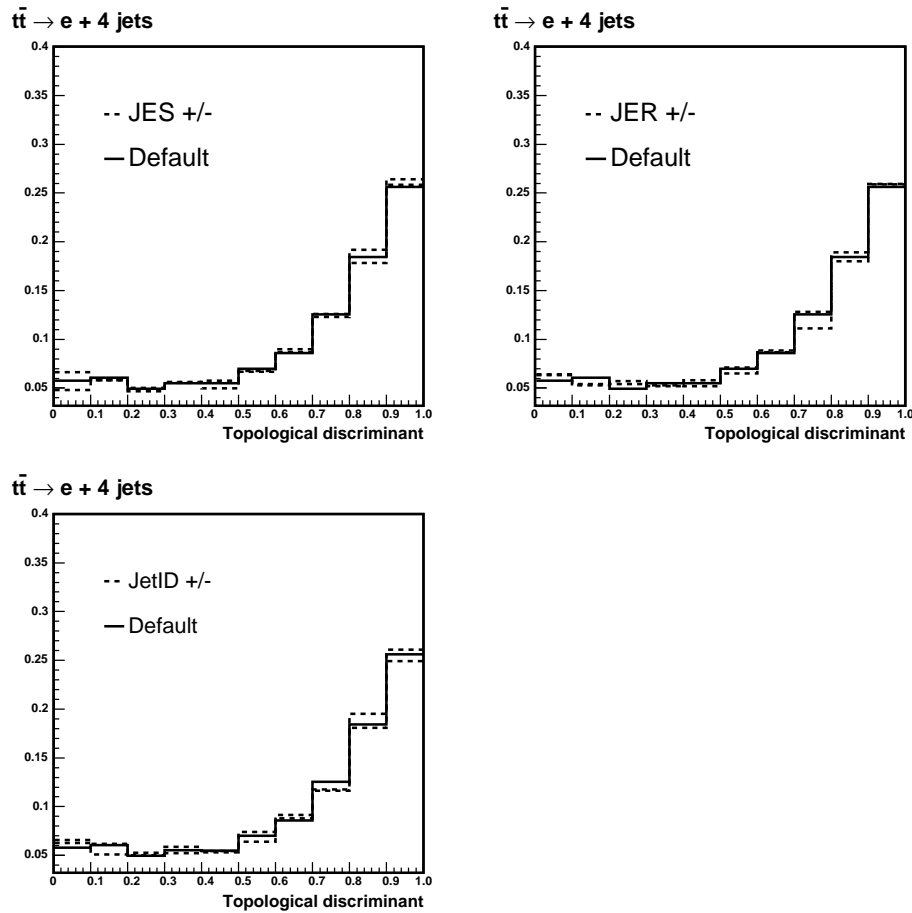 tt̄ → e + 4 jets
0.4
0.35
0.3
0.25
0.2
0.15
0.1
0.05
JES +/-
Default
0 0.1 0.2 0.3 0.4 0.5 0.6 0.7 0.8 0.9 1.0
Topological discriminant
tt̄ → e + 4 jets
0.4
0.35
0.3
0.25
0.2
0.15
0.1
0.05
JER +/-
Default
0 0.1 0.2 0.3 0.4 0.5 0.6 0.7 0.8 0.9 1.0
Topological discriminant
tt̄ → e + 4 jets
0.4
0.35
0.3
0.25
0.2
0.15
0.1
0.05
JetID +/-
Default
0 0.1 0.2 0.3 0.4 0.5 0.6 0.7 0.8 0.9 1.0
Topological discriminant